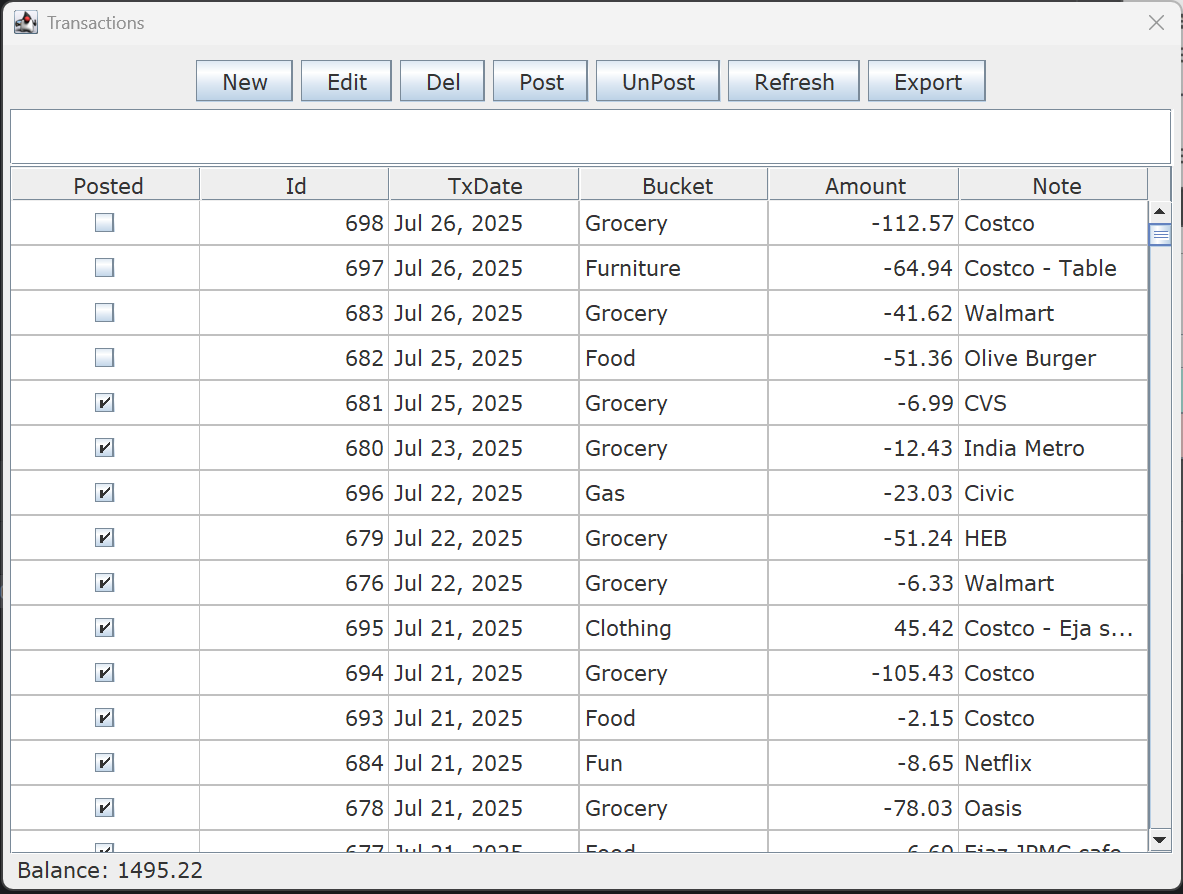 Transactions
New Edit Del Post UnPost Refresh Export
Posted Id TxDate Bucket Amount Note
698 Jul 26, 2025 Grocery -112.57 Costco
697 Jul 26, 2025 Furniture -64.94 Costco - Table
683 Jul 26, 2025 Grocery -41.62 Walmart
682 Jul 25, 2025 Food -51.36 Olive Burger
681 Jul 25, 2025 Grocery -6.99 CVS
680 Jul 23, 2025 Grocery -12.43 India Metro
696 Jul 22, 2025 Gas -23.03 Civic
679 Jul 22, 2025 Grocery -51.24 HEB
676 Jul 22, 2025 Grocery -6.33 Walmart
695 Jul 21, 2025 Clothing 45.42 Costco - Eja s...
694 Jul 21, 2025 Grocery -105.43 Costco
693 Jul 21, 2025 Food -2.15 Costco
684 Jul 21, 2025 Fun -8.65 Netflix
678 Jul 21, 2025 Grocery -78.03 Oasis
677 Jul 21, 2025 Food
Balance: 1495.22